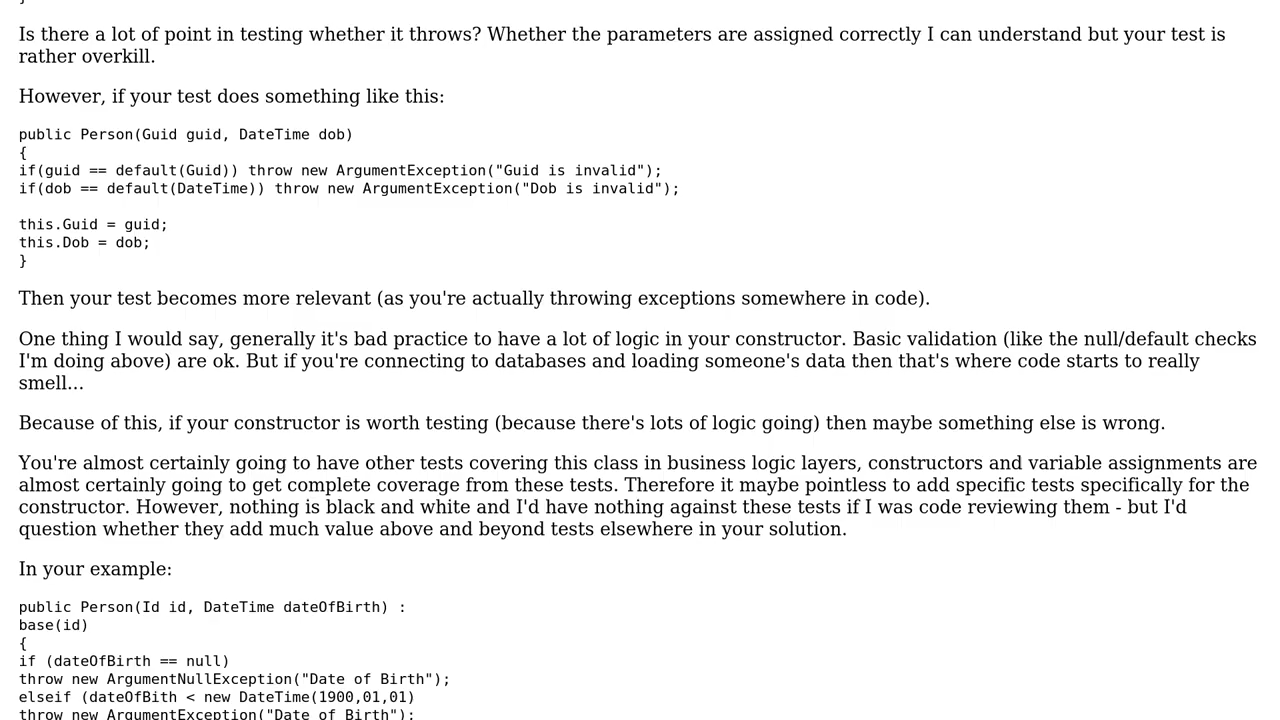 Is there a lot of point in testing whether it throws? Whether the parameters are assigned correctly I can understand but your test is
rather overkill.
However, if your test does something like this:
public Person(Guid guid, DateTime dob)
{
if(guid == default(Guid)) throw new ArgumentException("Guid is invalid");
if(dob == default(DateTime)) throw new ArgumentException("Dob is invalid");
this.Guid = guid;
this.Dob = dob;
}
Then your test becomes more relevant (as you're actually throwing exceptions somewhere in code).
One thing I would say, generally it's bad practice to have a lot of logic in your constructor. Basic validation (like the null/default checks
I'm doing above) are ok. But if you're connecting to databases and loading someone's data then that's where code starts to really
smell...
Because of this, if your constructor is worth testing (because there's lots of logic going) then maybe something else is wrong.
You're almost certainly going to have other tests covering this class in business logic layers, constructors and variable assignments are
almost certainly going to get complete coverage from these tests. Therefore it maybe pointless to add specific tests specifically for the
constructor. However, nothing is black and white and I'd have nothing against these tests if I was code reviewing them - but I'd
question whether they add much value above and beyond tests elsewhere in your solution.
In your example:
public Person(Id id, DateTime dateOfBirth) :
base(id)
{
if (dateOfBirth == null)
throw new ArgumentNullException("Date of Birth");
elseif (dateOfBith < new DateTime(1900,01,01)
throw new ArgumentException("Date of Birth");